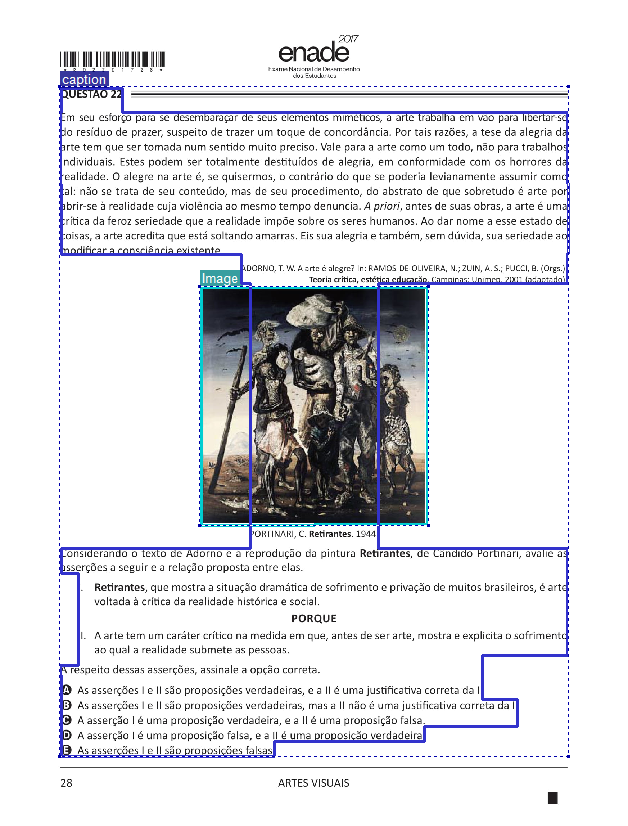 * R 2 8 2 0 1 7 2 8 *
2017
enade
Exame Nacional de Desempenho
dos Estudantes
caption
QUESTÃO 22
Em seu esforço para se desembaraçar de seus elementos miméticos, a arte trabalha em vão para libertar-se
do resíduo de prazer, suspeito de trazer um toque de concordância. Por tais razões, a tese da alegria da
arte tem que ser tomada num sentido muito preciso. Vale para a arte como um todo, não para trabalhos
individuais. Estes podem ser totalmente destituídos de alegria, em conformidade com os horrores da
realidade. O alegre na arte é, se quisermos, o contrário do que se poderia levianamente assumir como
tal: não se trata de seu conteúdo, mas de seu procedimento, do abstrato de que sobretudo é arte por
abrir-se à realidade cuja violência ao mesmo tempo denuncia. A priori, antes de suas obras, a arte é uma
crítica da feroz seriedade que a realidade impõe sobre os seres humanos. Ao dar nome a esse estado de
coisas, a arte acredita que está soltando amarras. Eis sua alegria e também, sem dúvida, sua seriedade ao
modificar a consciência existente.
ADORNO, T. W. A arte é alegre? In: RAMOS-DE-OLIVEIRA, N.; ZUIN, A. S.; PUCCI, B. (Orgs.)
Teoria crítica, estética educação. Campinas: Unimep, 2001 (adaptado)
Image
PORTINARI, C. Retirantes. 1944
Considerando o texto de Adorno e a reprodução da pintura Retirantes, de Candido Portinari, avalie as
asserções a seguir e a relação proposta entre elas.
I. Retirantes, que mostra a situação dramática de sofrimento e privação de muitos brasileiros, é arte
voltada à crítica da realidade histórica e social.
PORQUE
II. A arte tem um caráter crítico na medida em que, antes de ser arte, mostra e explicita o sofrimento
ao qual a realidade submete as pessoas.
A respeito dessas asserções, assinale a opção correta.
A As asserções I e II são proposições verdadeiras, e a II é uma justificativa correta da I
B As asserções I e II são proposições verdadeiras, mas a II não é uma justificativa correta da I
C A asserção I é uma proposição verdadeira, e a II é uma proposição falsa.
D A asserção I é uma proposição falsa, e a II é uma proposição verdadeira
E As asserções I e II são proposições falsas
28 ARTES VISUAIS